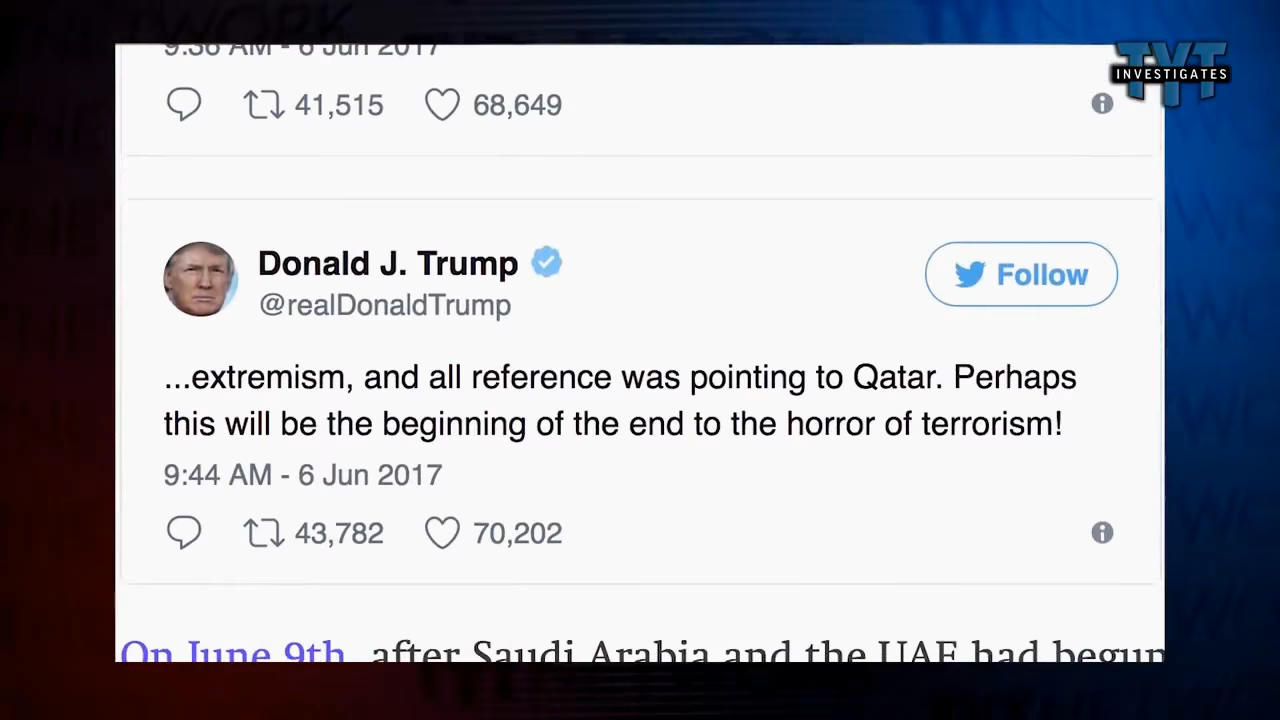 9:36 AM - 6 Jun 2017
TYT
INVESTIGATES
41,515 68,649
Donald J. Trump
@realDonaldTrump
Follow
...extremism, and all reference was pointing to Qatar. Perhaps
this will be the beginning of the end to the horror of terrorism!
9:44 AM - 6 Jun 2017
43,782 70,202
On June 9th, after Saudi Arabia and the UAE had begun